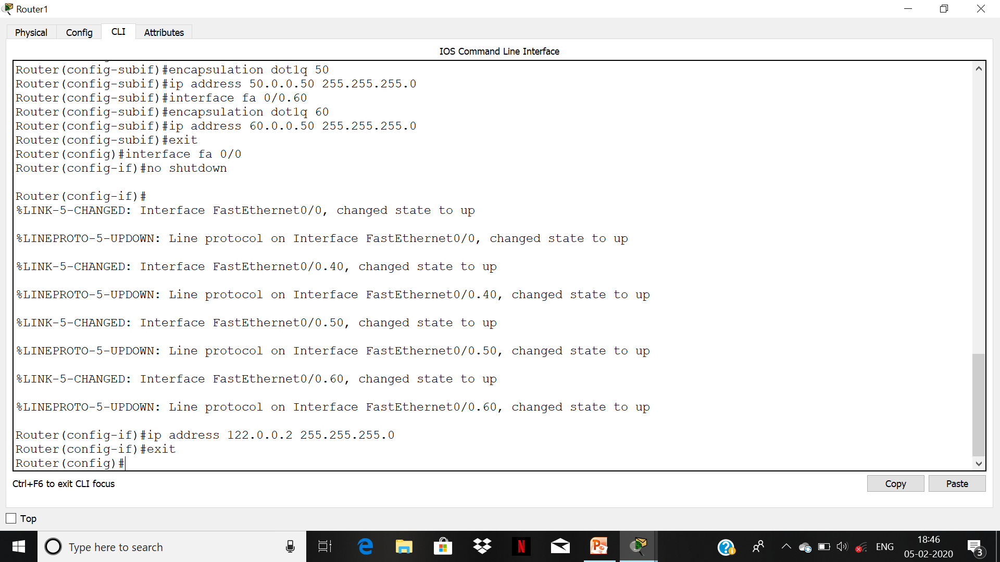 Router1
Physical Config CLI Attributes
IOS Command Line Interface
Router(config-subif)#encapsulation dot1q 50
Router(config-subif)#ip address 50.0.0.50 255.255.255.0
Router(config-subif)#interface fa 0/0.60
Router(config-subif)#encapsulation dot1q 60
Router(config-subif)#ip address 60.0.0.50 255.255.255.0
Router(config-subif)#exit
Router(config)#interface fa 0/0
Router(config-if)#no shutdown
Router(config-if)#
%LINK-5-CHANGED: Interface FastEthernet0/0, changed state to up
%LINEPROTO-5-UPDOWN: Line protocol on Interface FastEthernet0/0, changed state to up
%LINK-5-CHANGED: Interface FastEthernet0/0.40, changed state to up
%LINEPROTO-5-UPDOWN: Line protocol on Interface FastEthernet0/0.40, changed state to up
%LINK-5-CHANGED: Interface FastEthernet0/0.50, changed state to up
%LINEPROTO-5-UPDOWN: Line protocol on Interface FastEthernet0/0.50, changed state to up
%LINK-5-CHANGED: Interface FastEthernet0/0.60, changed state to up
%LINEPROTO-5-UPDOWN: Line protocol on Interface FastEthernet0/0.60, changed state to up
Router(config-if)#ip address 122.0.0.2 255.255.255.0
Router(config-if)#exit
Router(config)#
Ctrl+F6 to exit CLI focus
Copy Paste
Top
Type here to search
ENG
18:46
05-02-2020
3